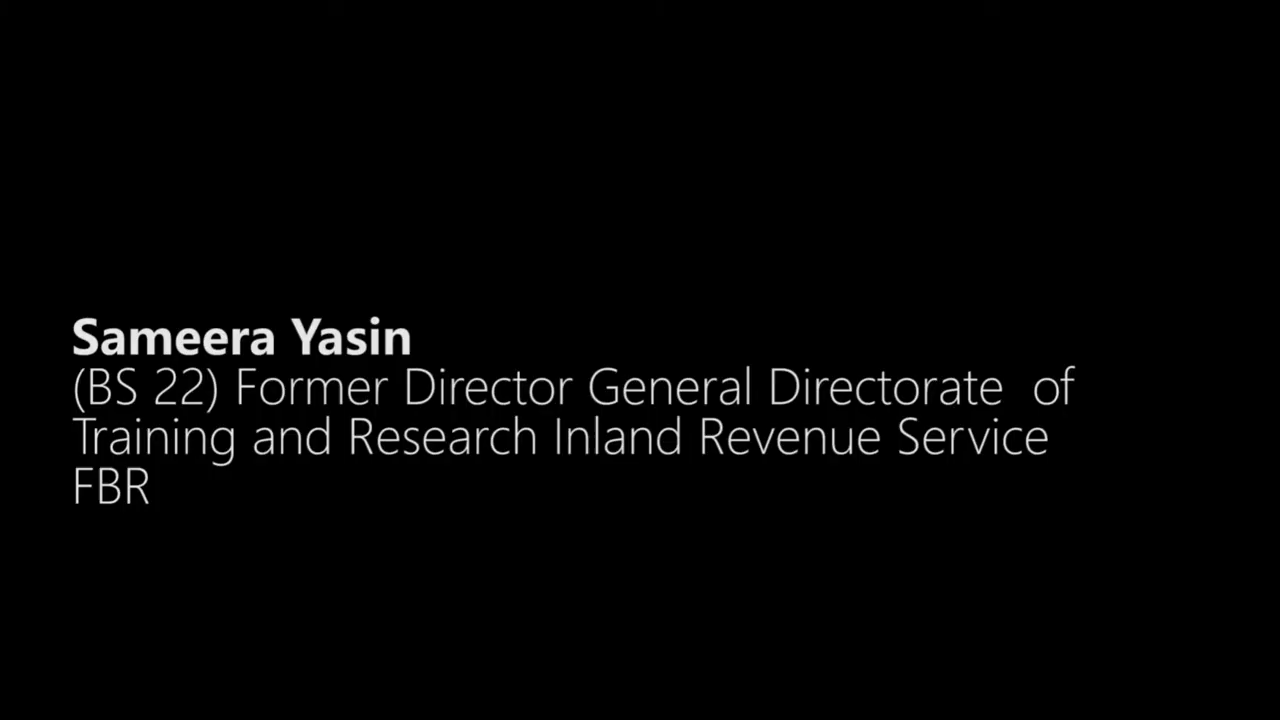 Sameera Yasin
(BS 22) Former Director General Directorate  of
Training and Research Inland Revenue Service
FBR